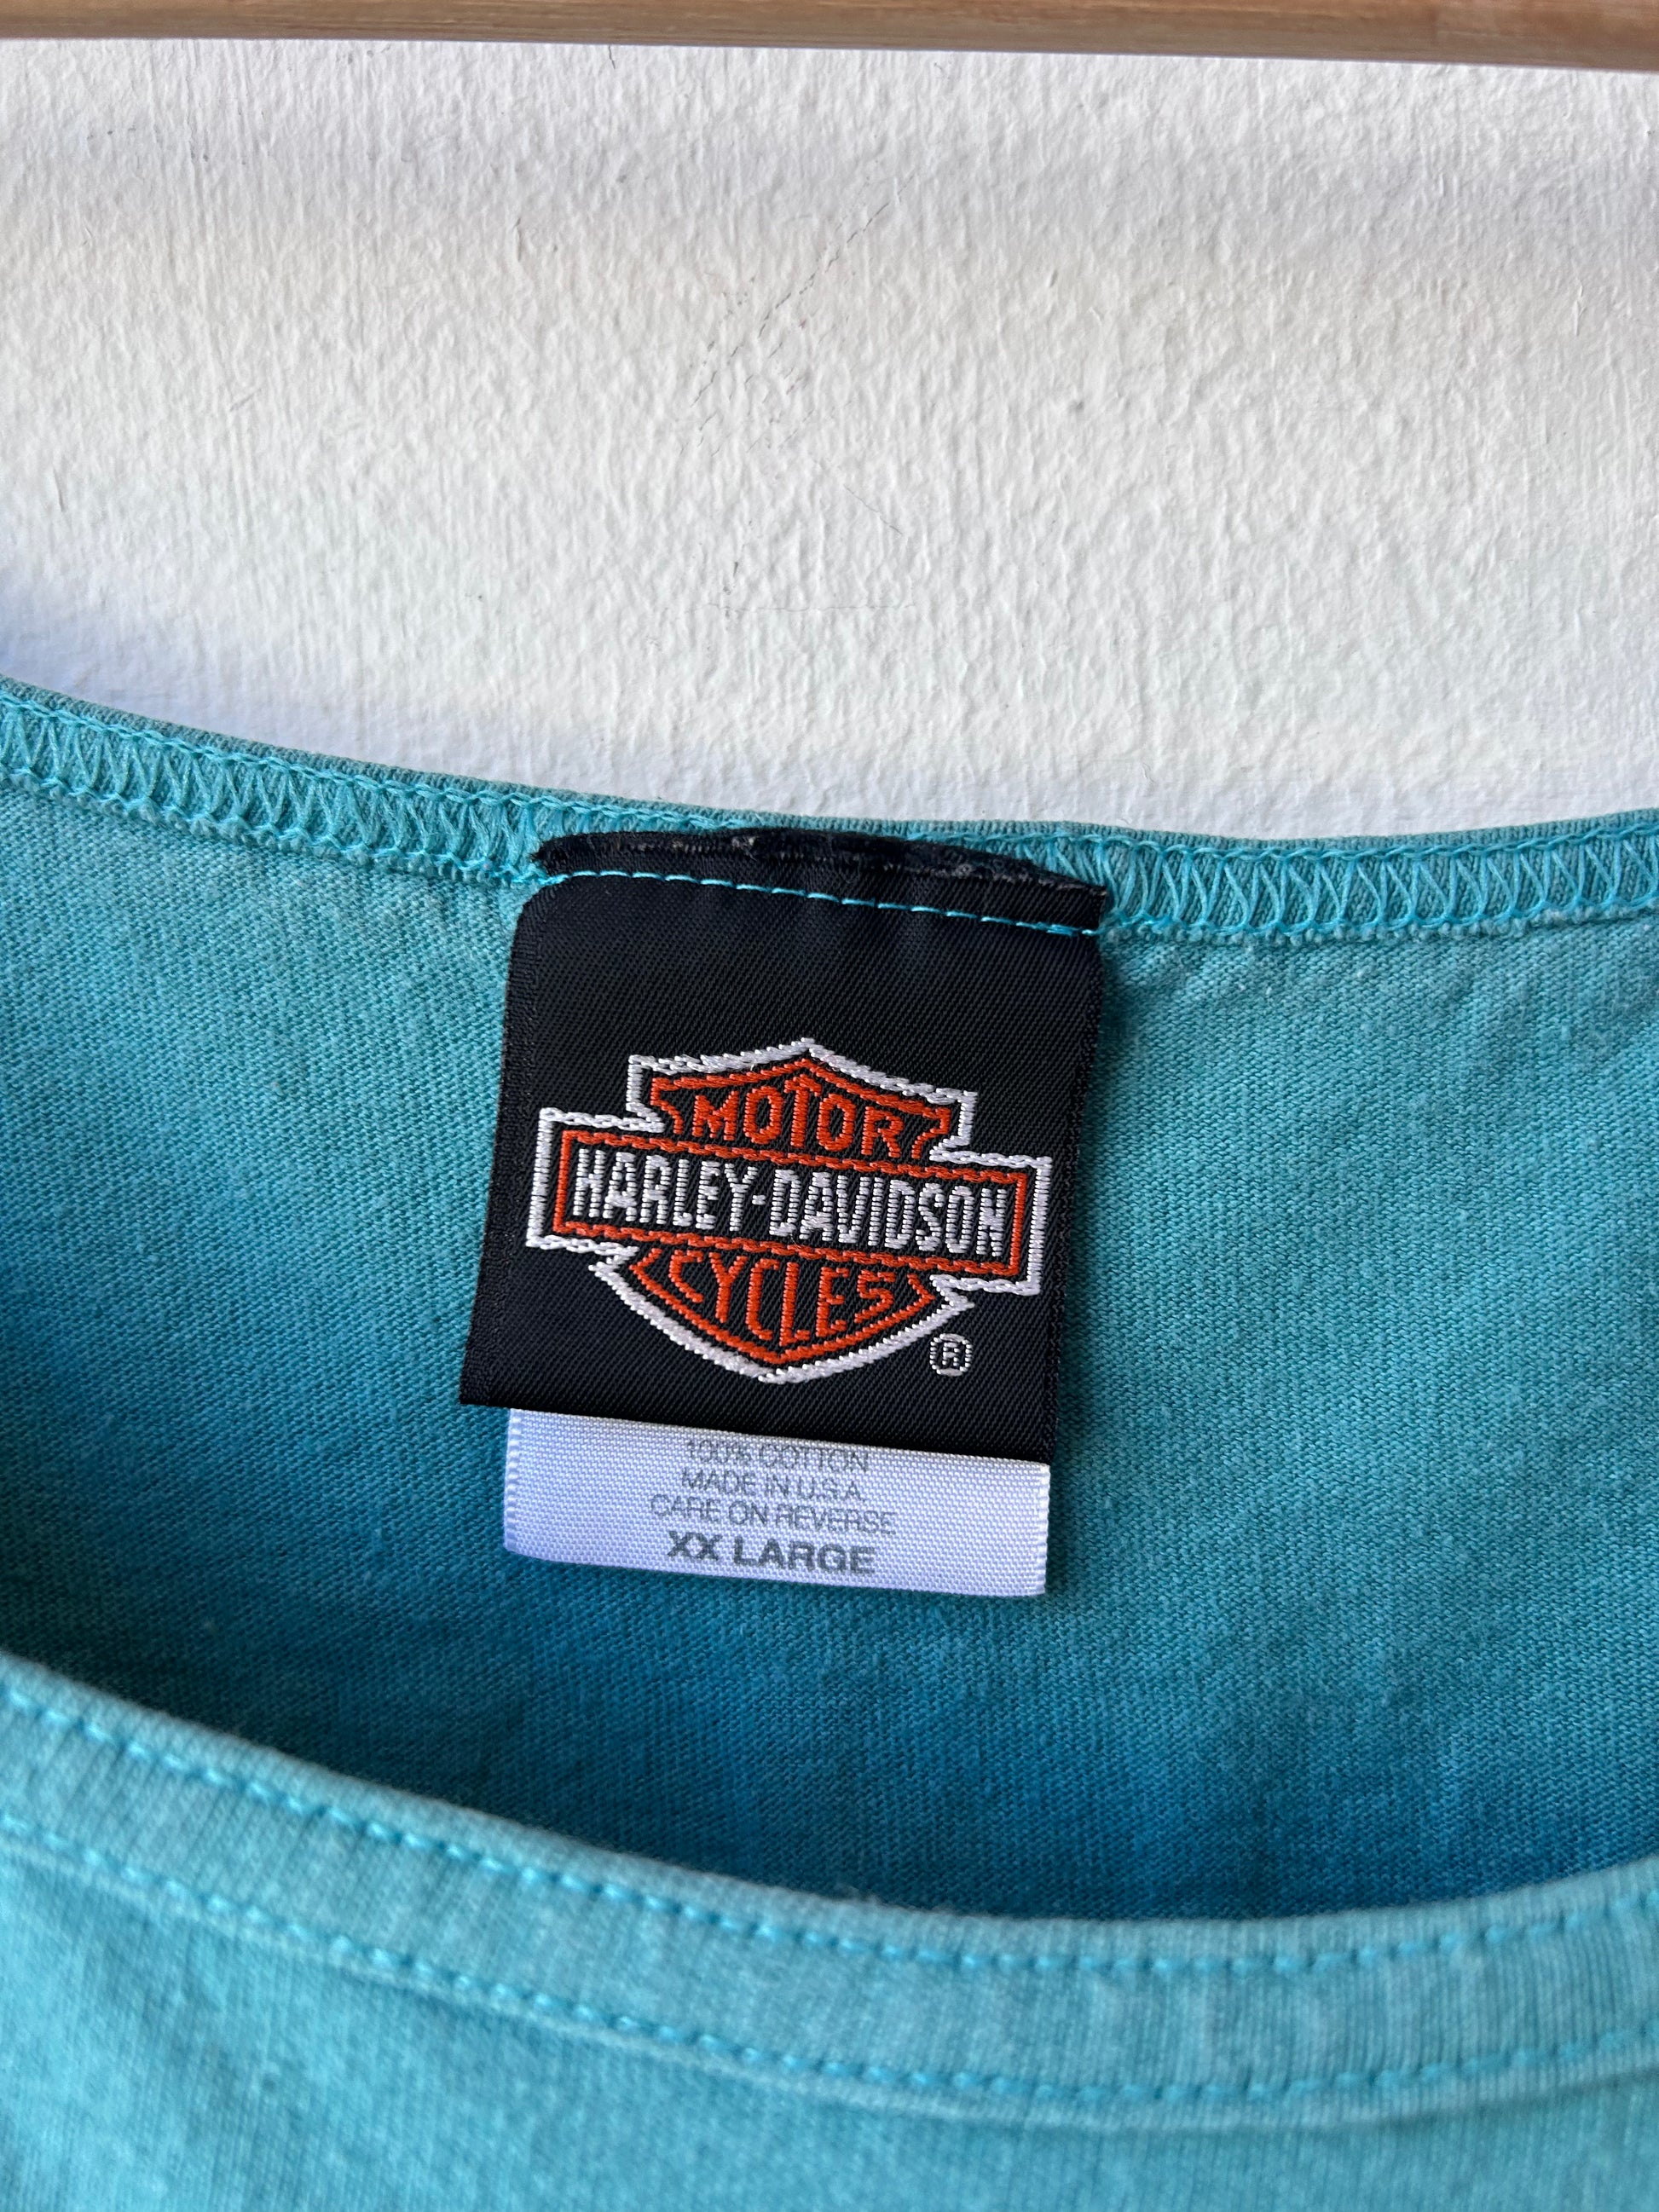 MOTOR
HARLEY-DAVIDSON
CYCLES
®
100% COTTON
MADE IN U.S.A.
CARE ON REVERSE
XX LARGE